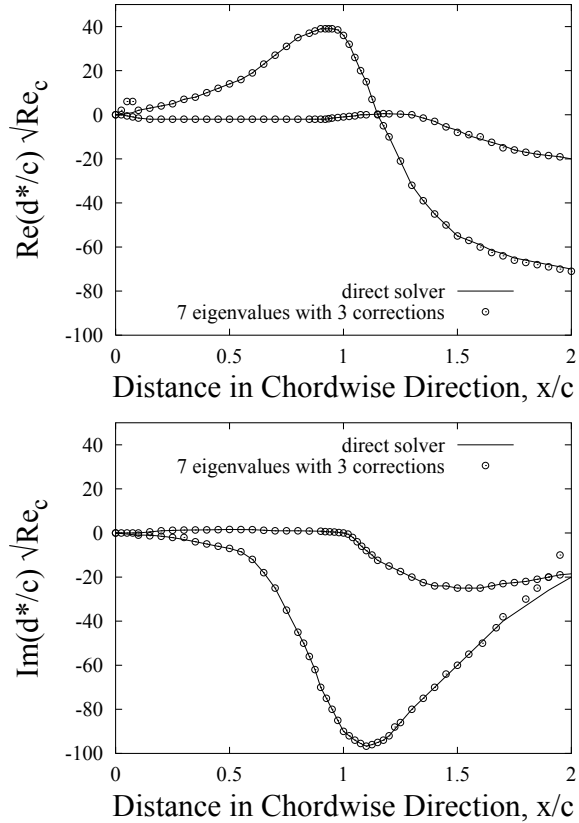 40
20
0
-20
-40
-60
-80
-100
Re(d*/c) √Re_c
direct solver
7 eigenvalues with 3 corrections
0 0.5 1 1.5 2
Distance in Chordwise Direction, x/c
40
20
0
-20
-40
-60
-80
-100
Im(d*/c) √Re_c
direct solver
7 eigenvalues with 3 corrections
0 0.5 1 1.5 2
Distance in Chordwise Direction, x/c